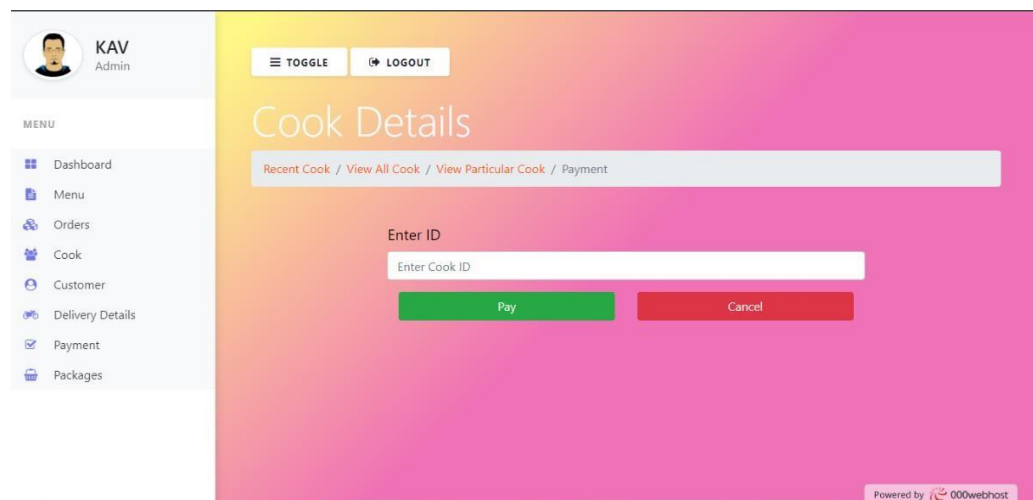 KAV
Admin
MENU
Dashboard
Menu
Orders
Cook
Customer
Delivery Details
Payment
Packages
TOGGLE
LOGOUT
Cook Details
Recent Cook / View All Cook / View Particular Cook / Payment
Enter ID
Enter Cook ID
Pay
Cancel
Powered by 000webhost